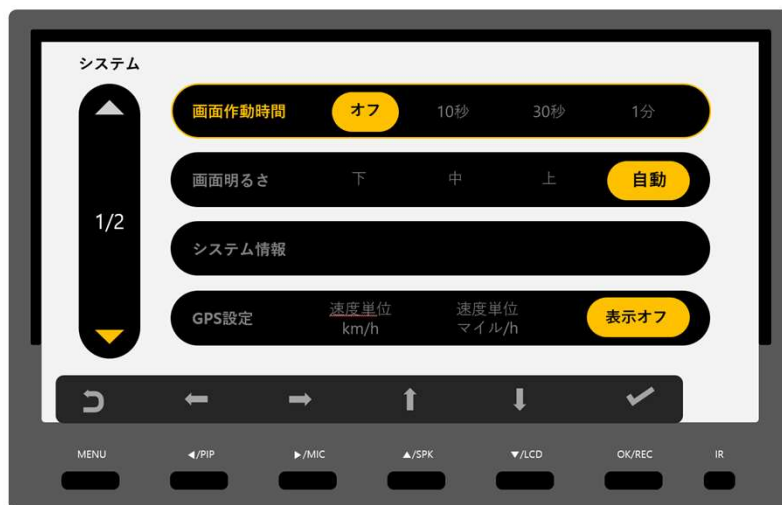 システム
1/2
画面作動時間 オフ 10秒 30秒 1分
画面明るさ 下 中 上 自動
システム情報
GPS設定 速度単位 km/h 速度単位 マイル/h 表示オフ
MENU ◀/PIP ▶/MIC ▲/SPK ▼/LCD OK/REC IR